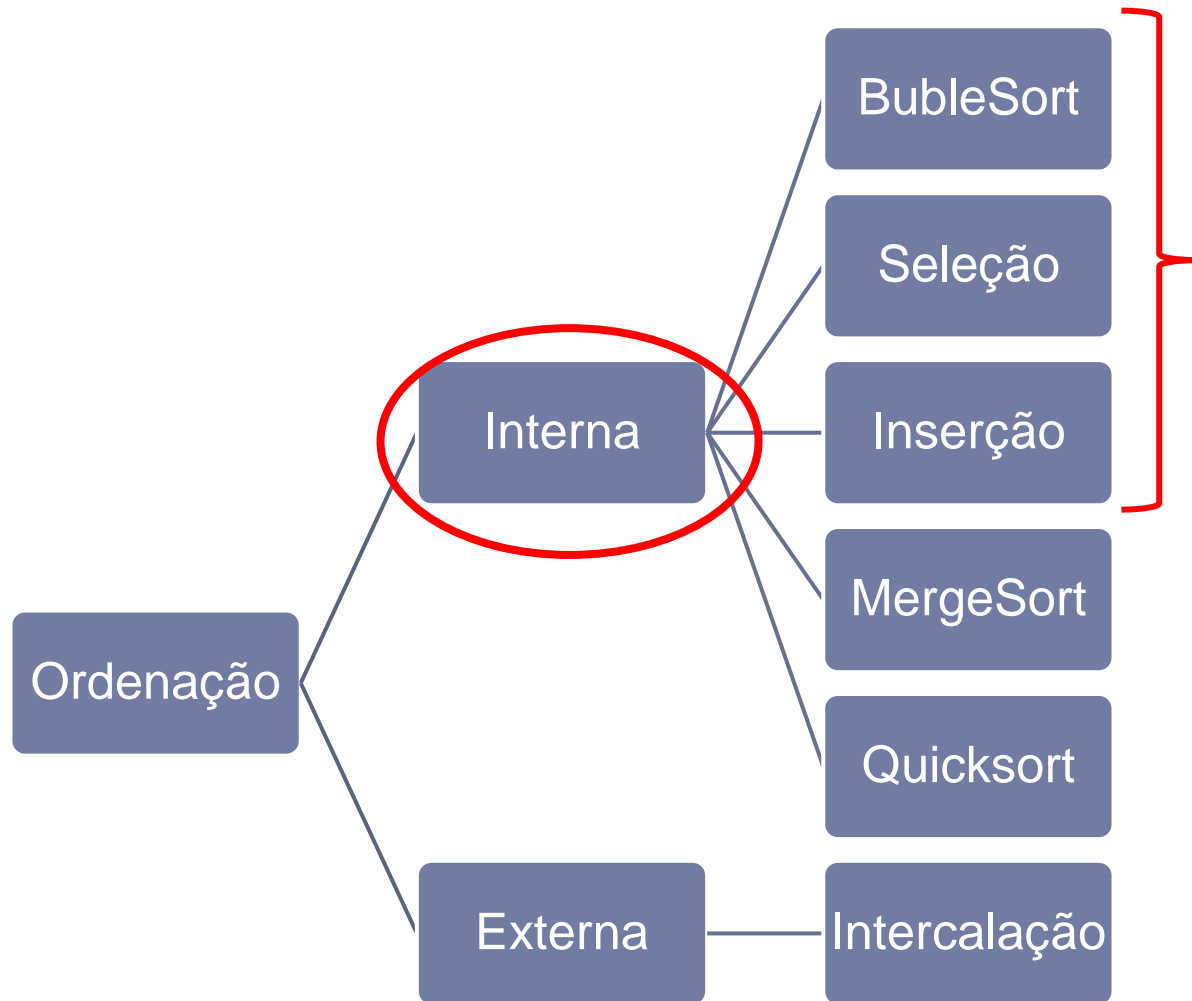 BubleSort
Seleção
Interna
Inserção
MergeSort
Ordenação
Quicksort
Externa
Intercalação